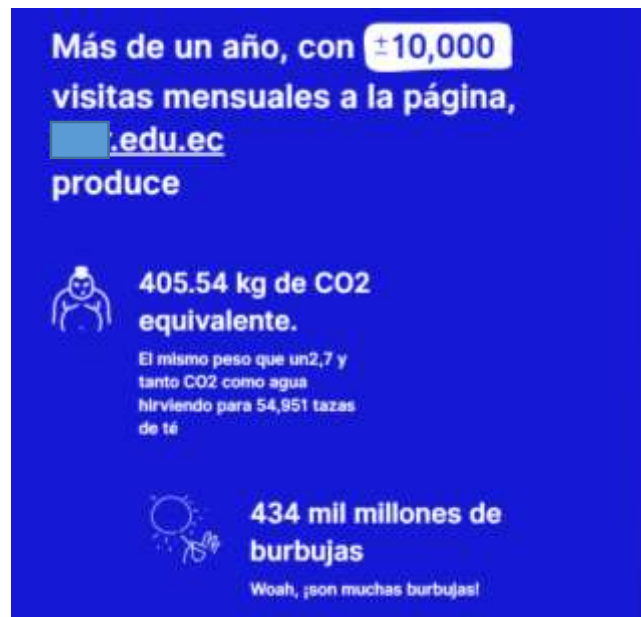 Más de un año, con ±10,000
visitas mensuales a la página,
.edu.ec
produce
405.54 kg de CO2
equivalente.
El mismo peso que un2,7 y
tanto CO2 como agua
hirviendo para 54,951 tazas
de té
434 mil millones de
burbujas
Woah, ¡son muchas burbujas!